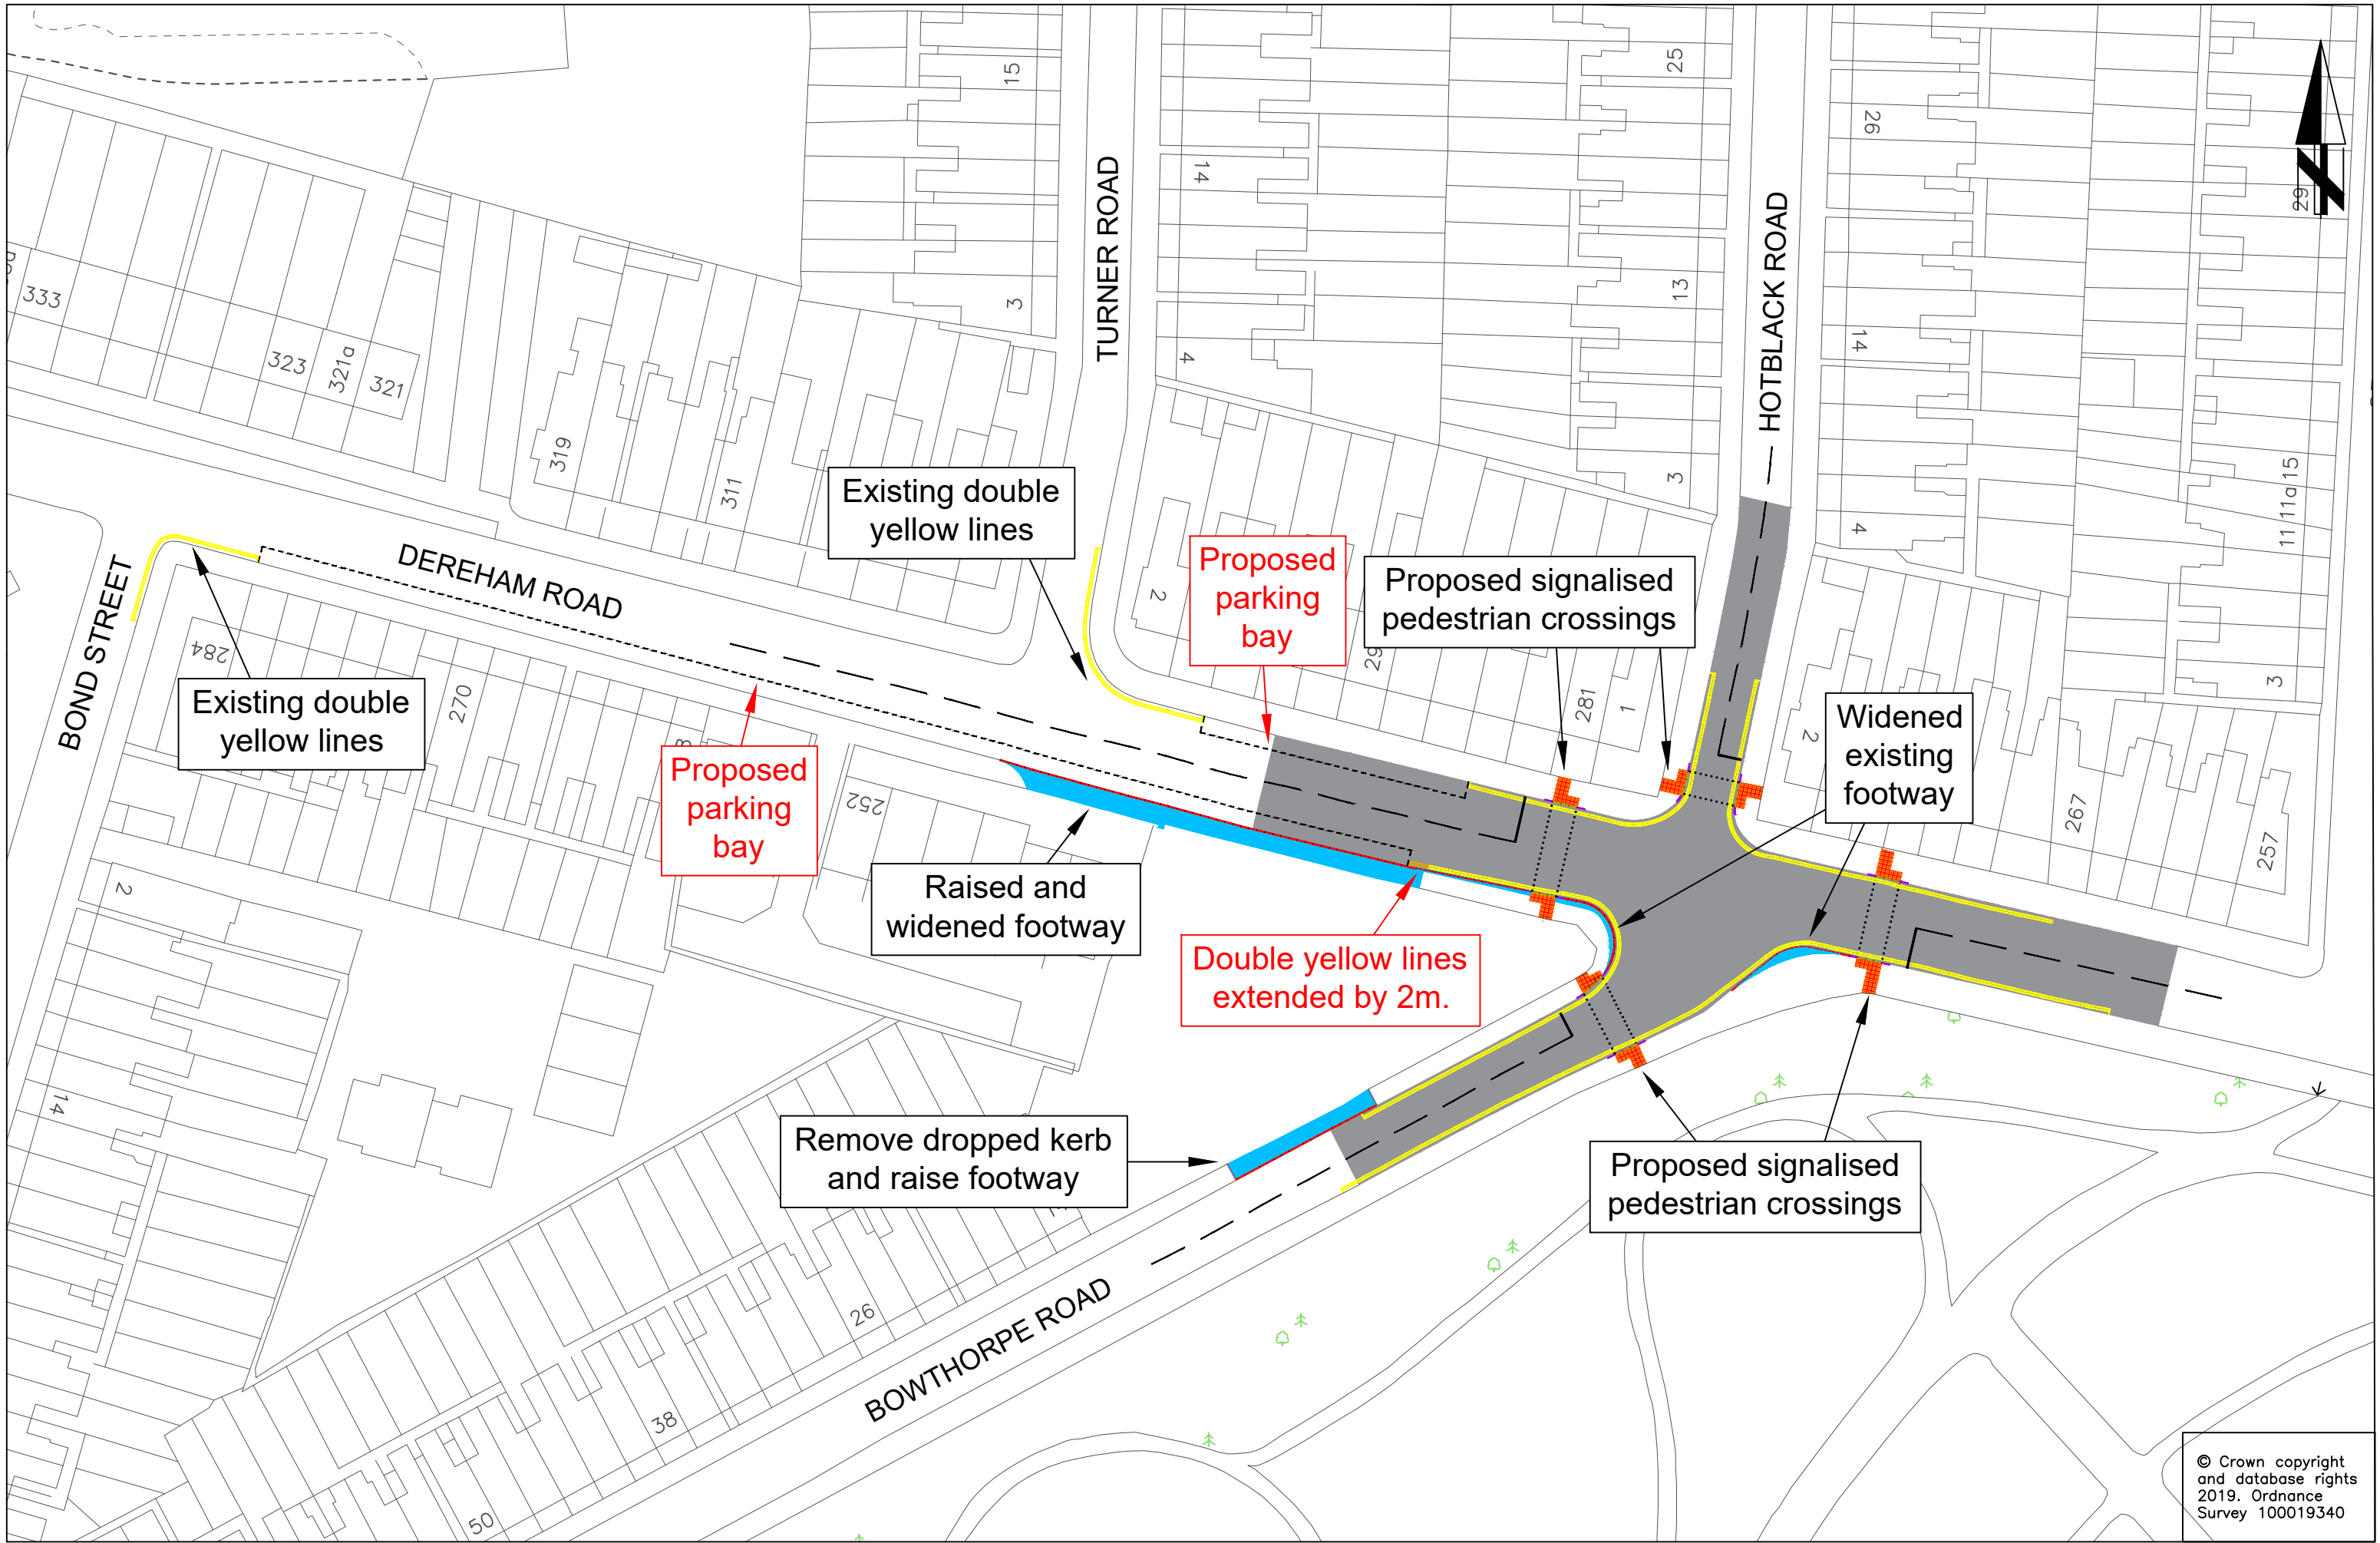 15
25
26
29
14
TURNER ROAD
HOTBLACK ROAD
333
323
321a
321
3
4
13
14
319
311
3
4
11 11a 15
Existing double
yellow lines
Proposed
parking
bay
Proposed signalised
pedestrian crossings
DEREHAM ROAD
BOND STREET
284
270
2
29
281
1
2
3
Existing double
yellow lines
Widened
existing
footway
Proposed
parking
bay
252
267
257
Raised and
widened footway
Double yellow lines
extended by 2m.
2
14
Remove dropped kerb
and raise footway
Proposed signalised
pedestrian crossings
26
38
50
BOWTHORPE ROAD
© Crown copyright
and database rights
2019. Ordnance
Survey 100019340